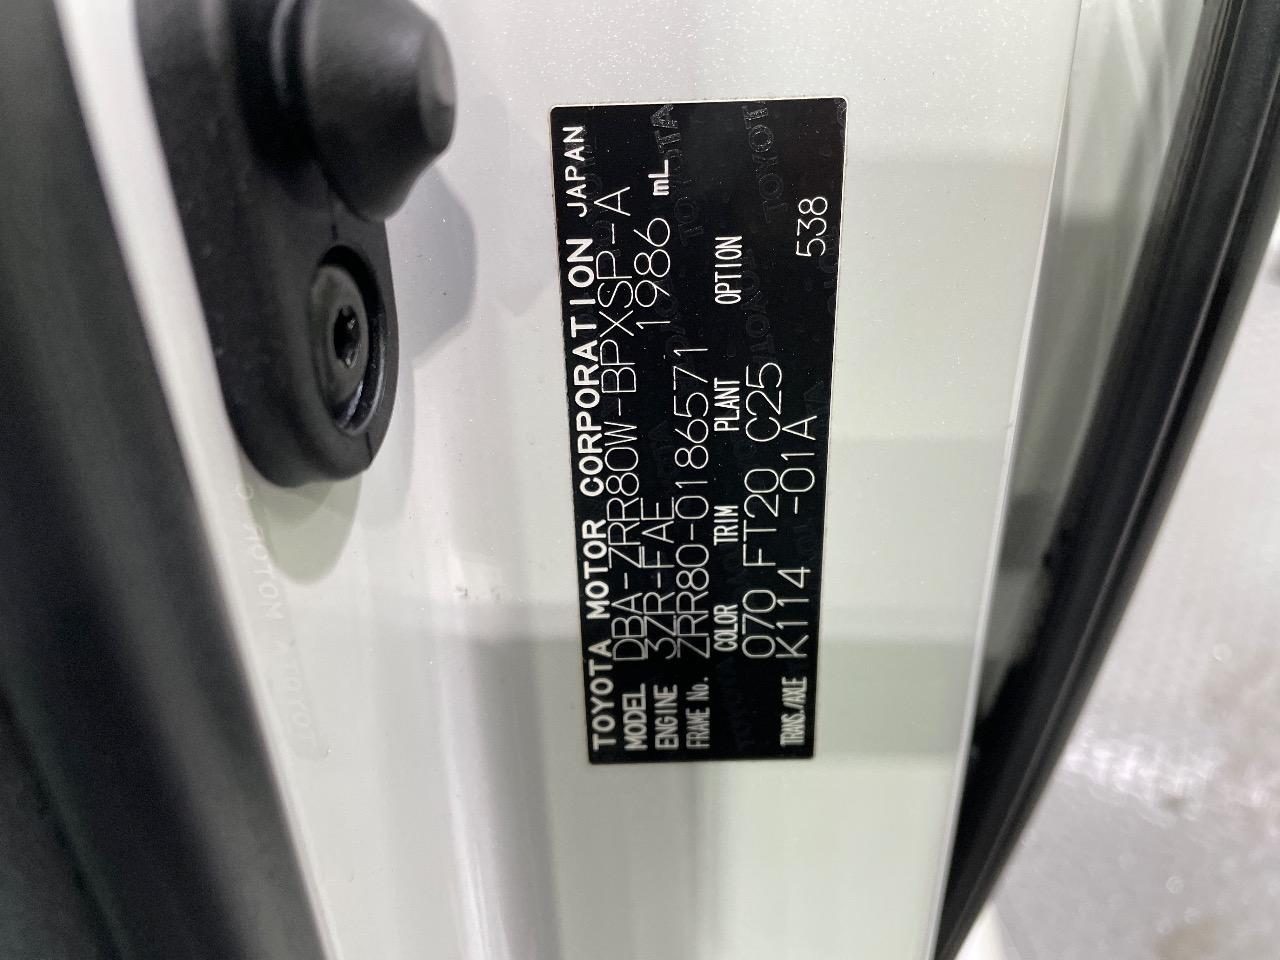 TOYOTA MOTOR CORPORATION JAPAN
MODEL DBA-ZRR80W-BPXSP-A
ENGINE 3ZR-FAE 1986 mL
FRAME No. ZRR80-0186571
COLOR TRIM PLANT OPTION
070 FT20 C25
TRANS./AXLE K114 -01A 538